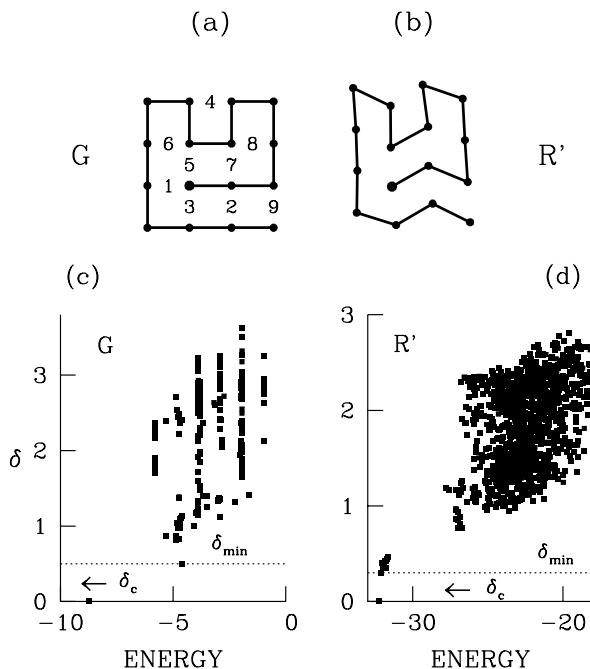 (a) (b)
4
G 6 8 R'
5 7
1
3 2 9
(c) (d)
G
3
2
1
0
δ
δmin
← δc
−10 −5 0
ENERGY
R'
3
2
1
0
δmin
← δc
−30 −20
ENERGY